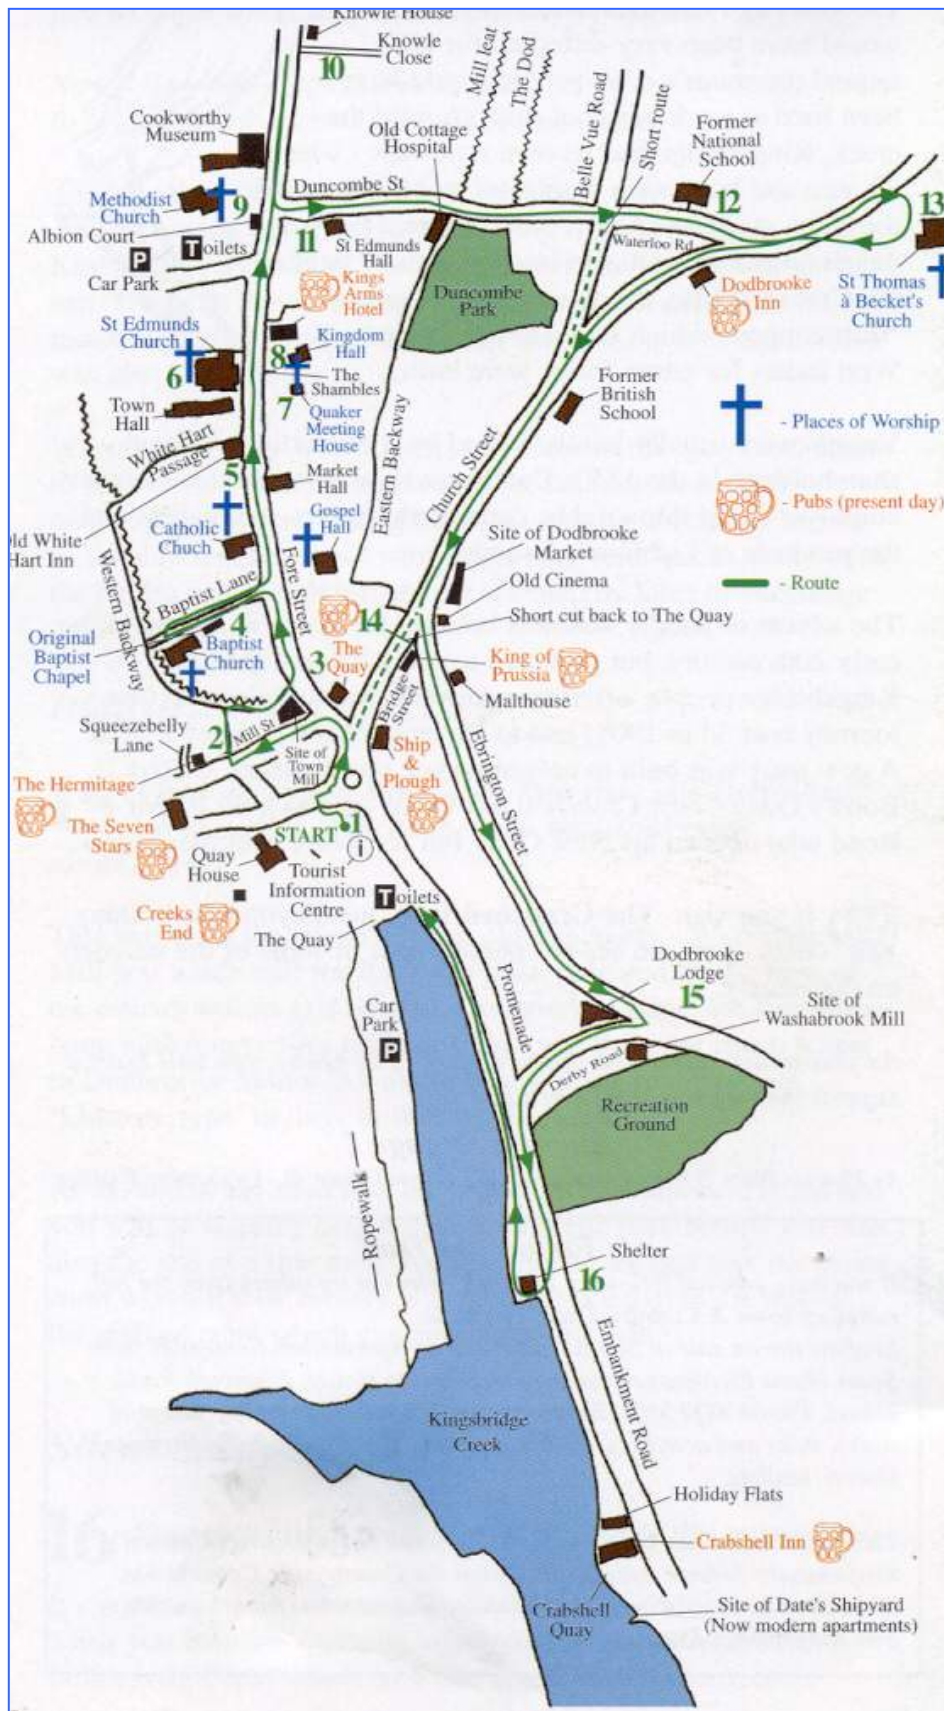 Knowle House
Knowle
Close
10
Mill leat
The Dod
Belle Vue Road
Short route
Cookworthy
Museum
Old Cottage
Hospital
Former
National
School
12
13
Methodist
Church
9
Duncombe St
Albion Court
P
Toilets
Car Park
11
St Edmunds
Hall
Waterloo Rd
St Thomas
à Becket's
Church
Kings
Arms
Hotel
Duncombe
Park
Dodbrooke
Inn
St Edmunds
Church
6
8
Kingdom
Hall
The
Shambles
7
Quaker
Meeting
House
Former
British
School
- Places of Worship
Town
Hall
White Hart
Passage
5
Market
Hall
Eastern Backway
Church Street
- Pubs (present day)
Old White
Hart Inn
Catholic
Chuch
Gospel
Hall
Site of Dodbrooke
Market
Old Cinema
- Route
Western Backway
Baptist Lane
Fore Street
4
14
Short cut back to The Quay
Original
Baptist
Chapel
Baptist
Church
3
The
Quay
Bridge
Street
King of
Prussia
Malthouse
Squeezebelly
Lane
2
Mill St
Site of
Town
Mill
Ship
&
Plough
Ebrington Street
The Hermitage
The Seven
Stars
START
1
Quay
House
i
Tourist
Information
Centre
Toilets
Creeks
End
The Quay
Promenade
Dodbrooke
Lodge
15
Site of
Washabrook Mill
Car
Park
P
Derby Road
Recreation
Ground
Ropewalk
Shelter
16
Embankment Road
Kingsbridge
Creek
Holiday Flats
Crabshell Inn
Crabshell
Quay
Site of Date's Shipyard
(Now modern apartments)